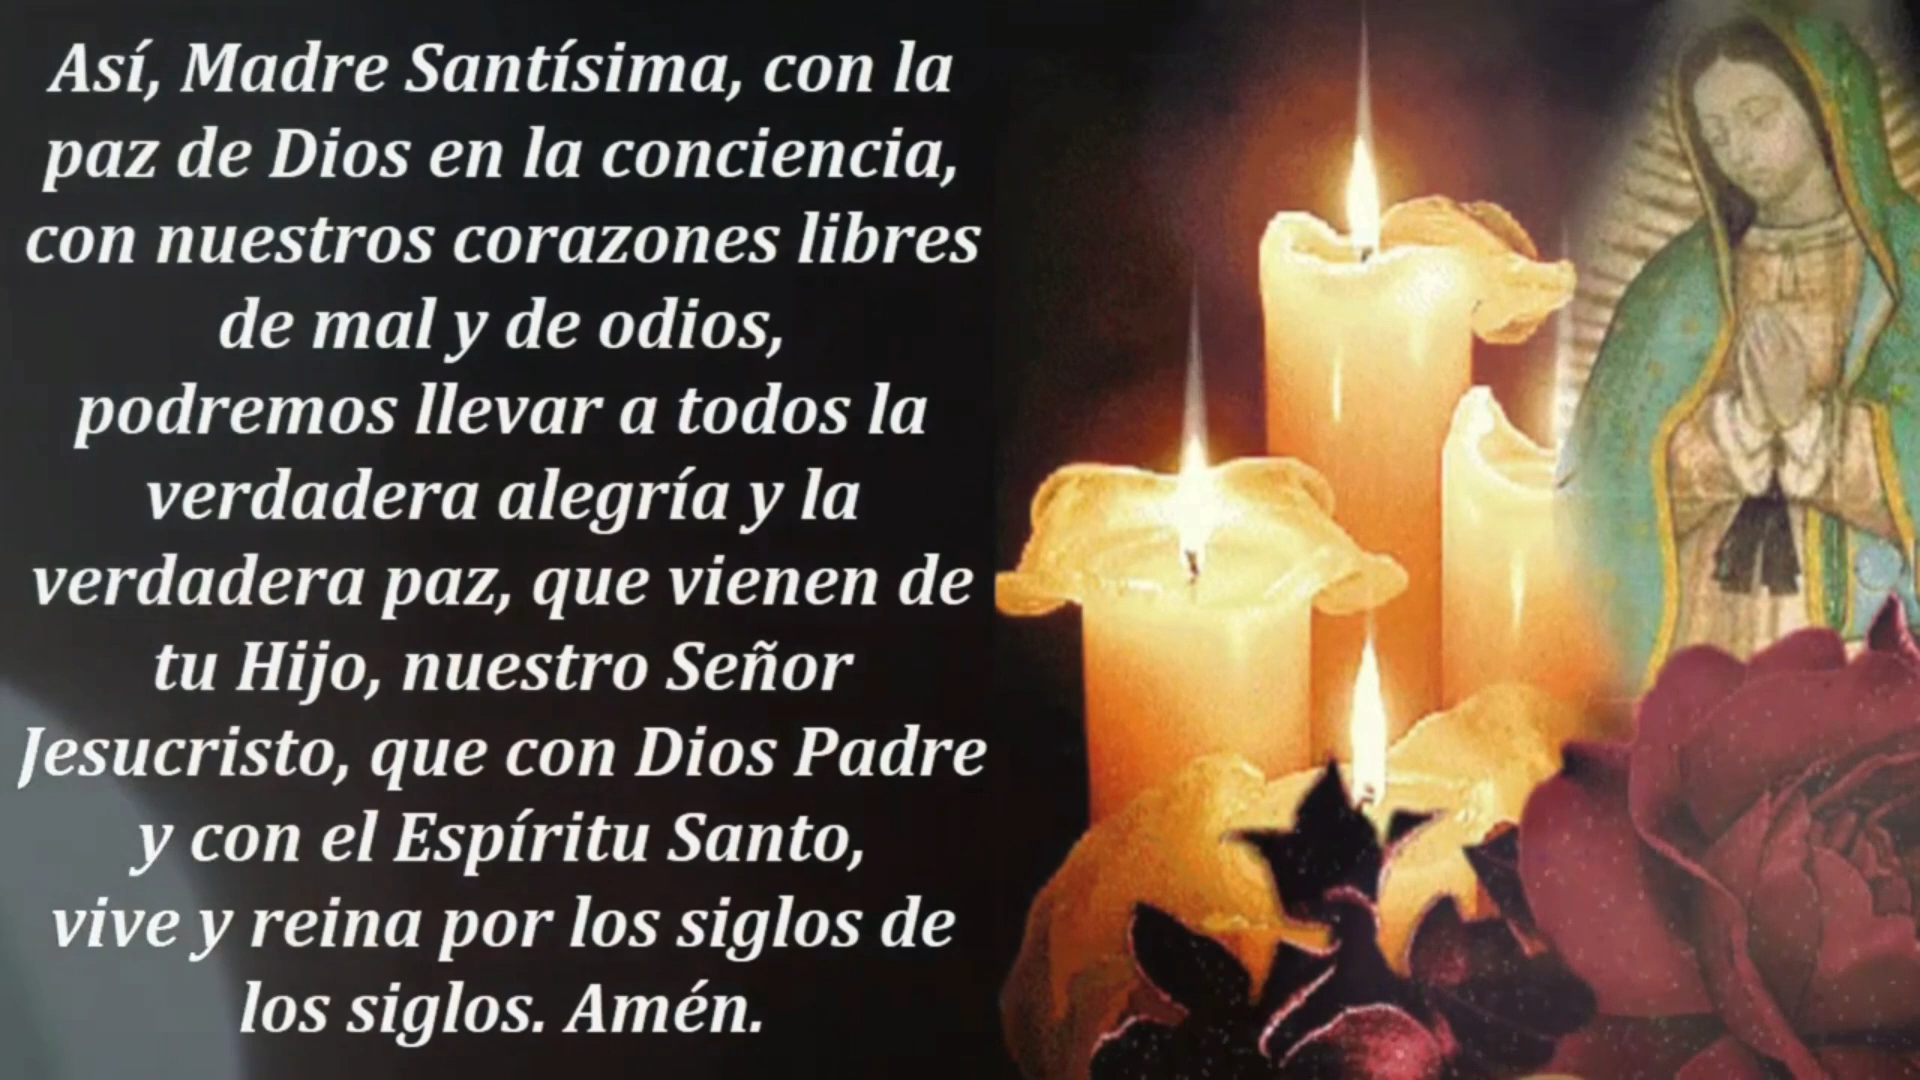 Así, Madre Santísima, con la
paz de Dios en la conciencia,
con nuestros corazones libres
de mal y de odios,
podremos llevar a todos la
verdadera alegría y la
verdadera paz, que vienen de
tu Hijo, nuestro Señor
Jesucristo, que con Dios Padre
y con el Espíritu Santo,
vive y reina por los siglos de
los siglos. Amén.